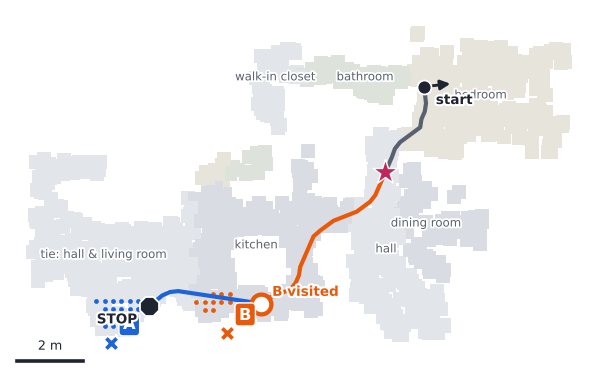 walk-in closet
bathroom
bedroom
start
dining room
kitchen
hall
tie: hall & living room
B visited
STOP
A
B
2 m